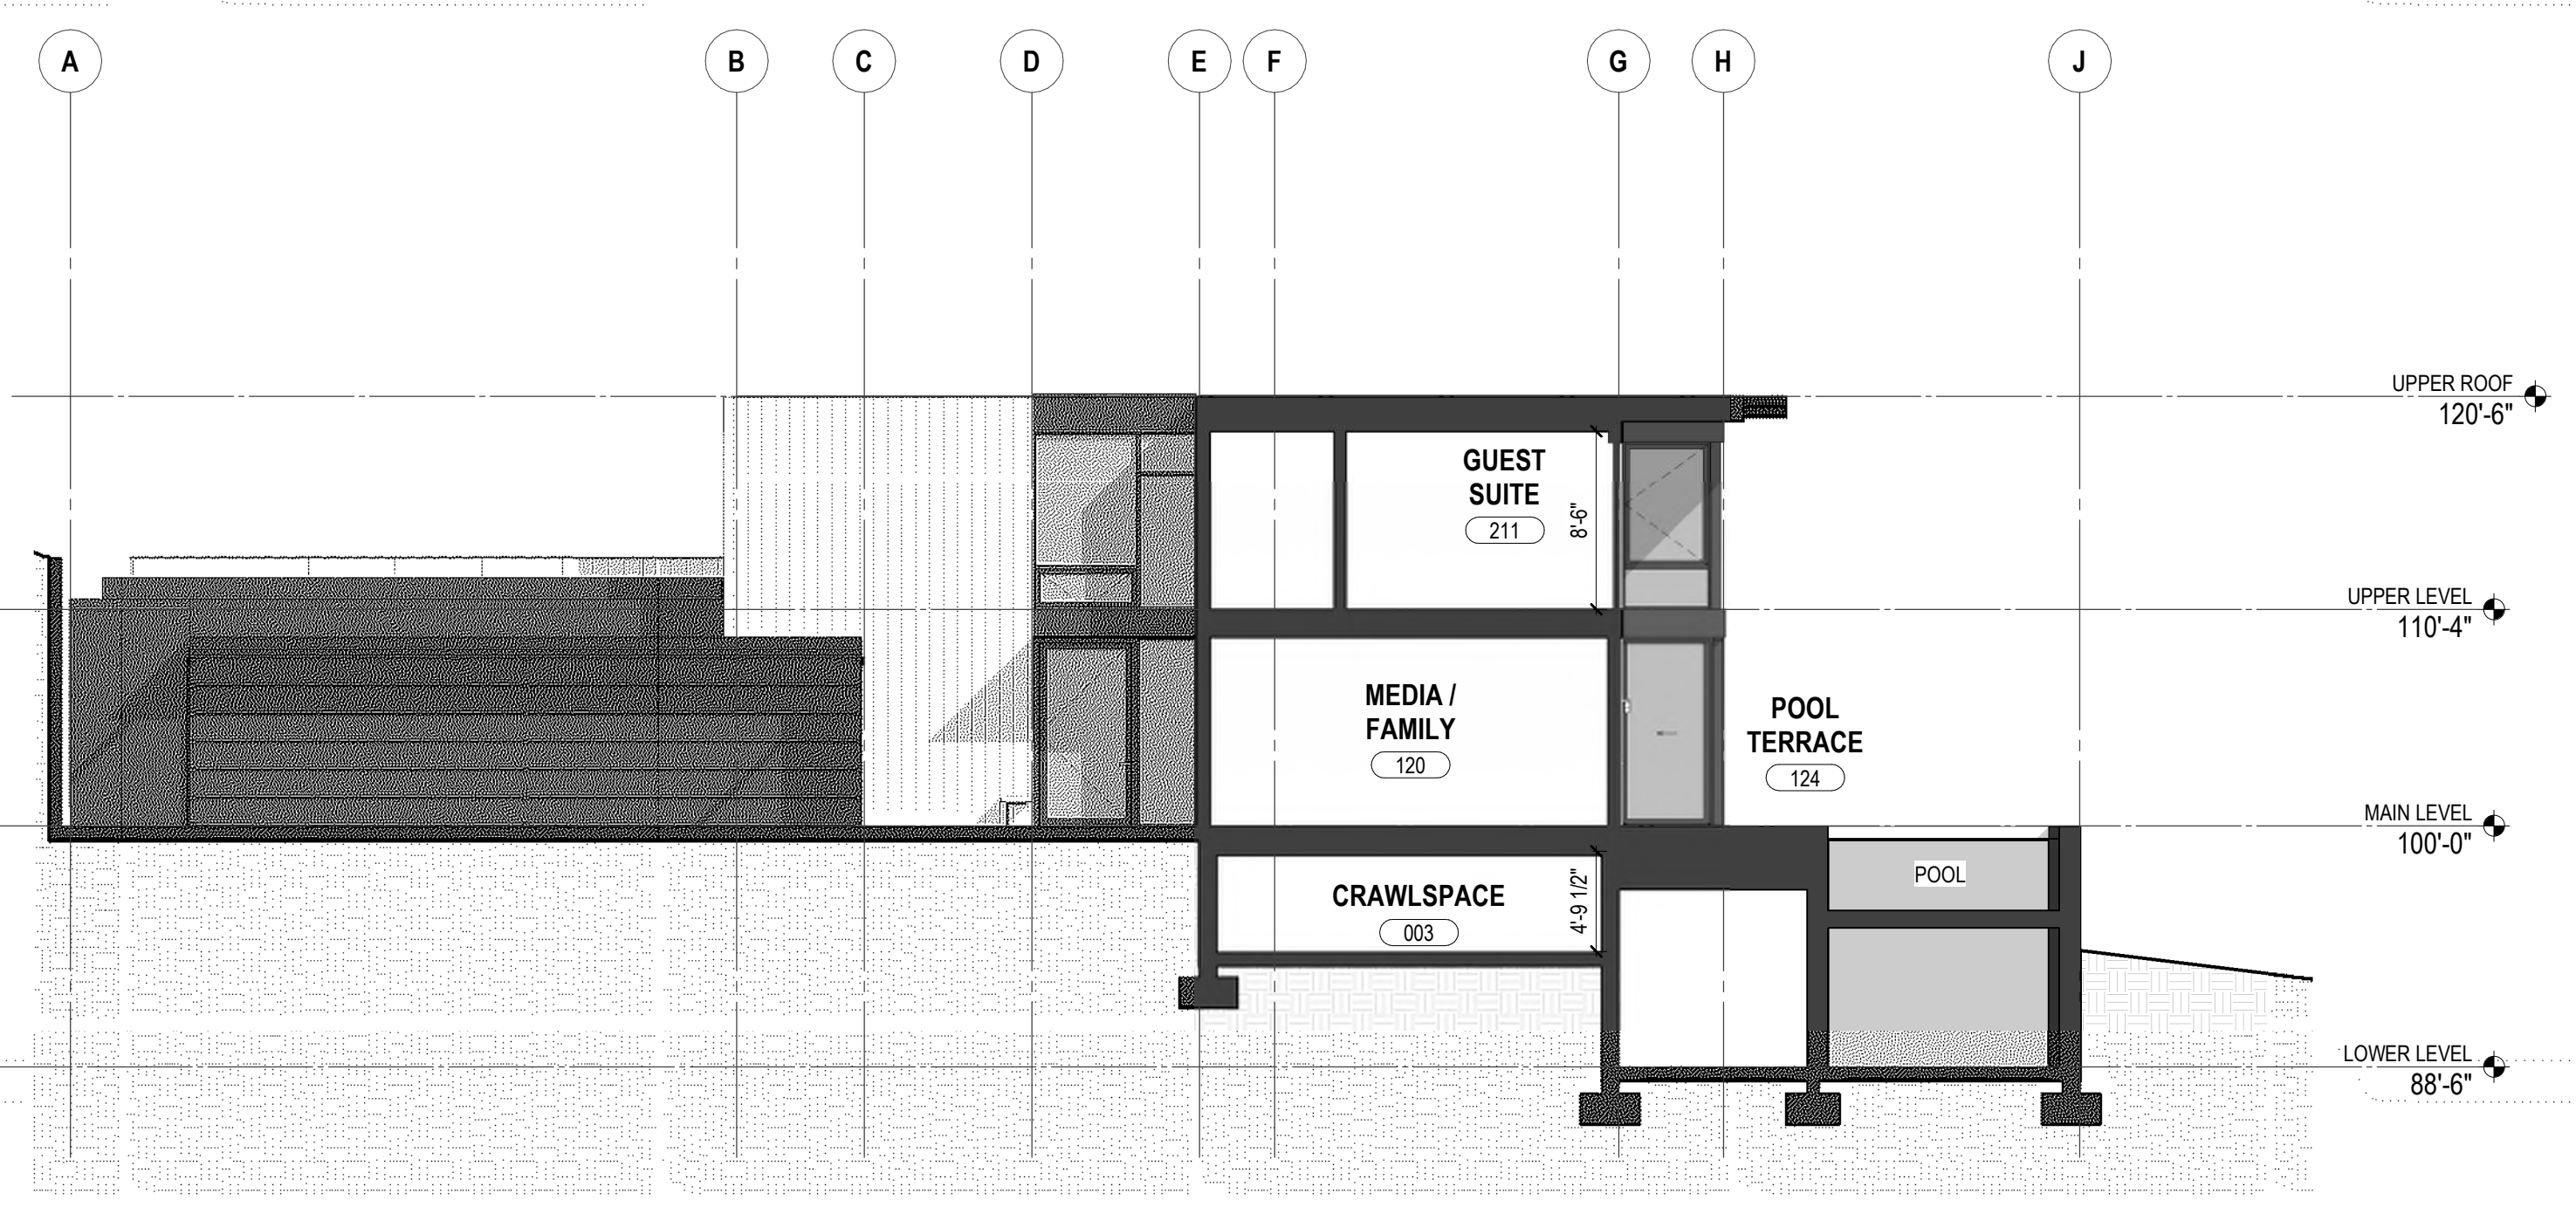 A
B
C
D
E
F
G
H
J
UPPER ROOF
120'-6"
GUEST
SUITE
211
8'-6"
UPPER LEVEL
110'-4"
MEDIA /
FAMILY
120
POOL
TERRACE
124
MAIN LEVEL
100'-0"
POOL
CRAWLSPACE
003
4'-9 1/2"
LOWER LEVEL
88'-6"